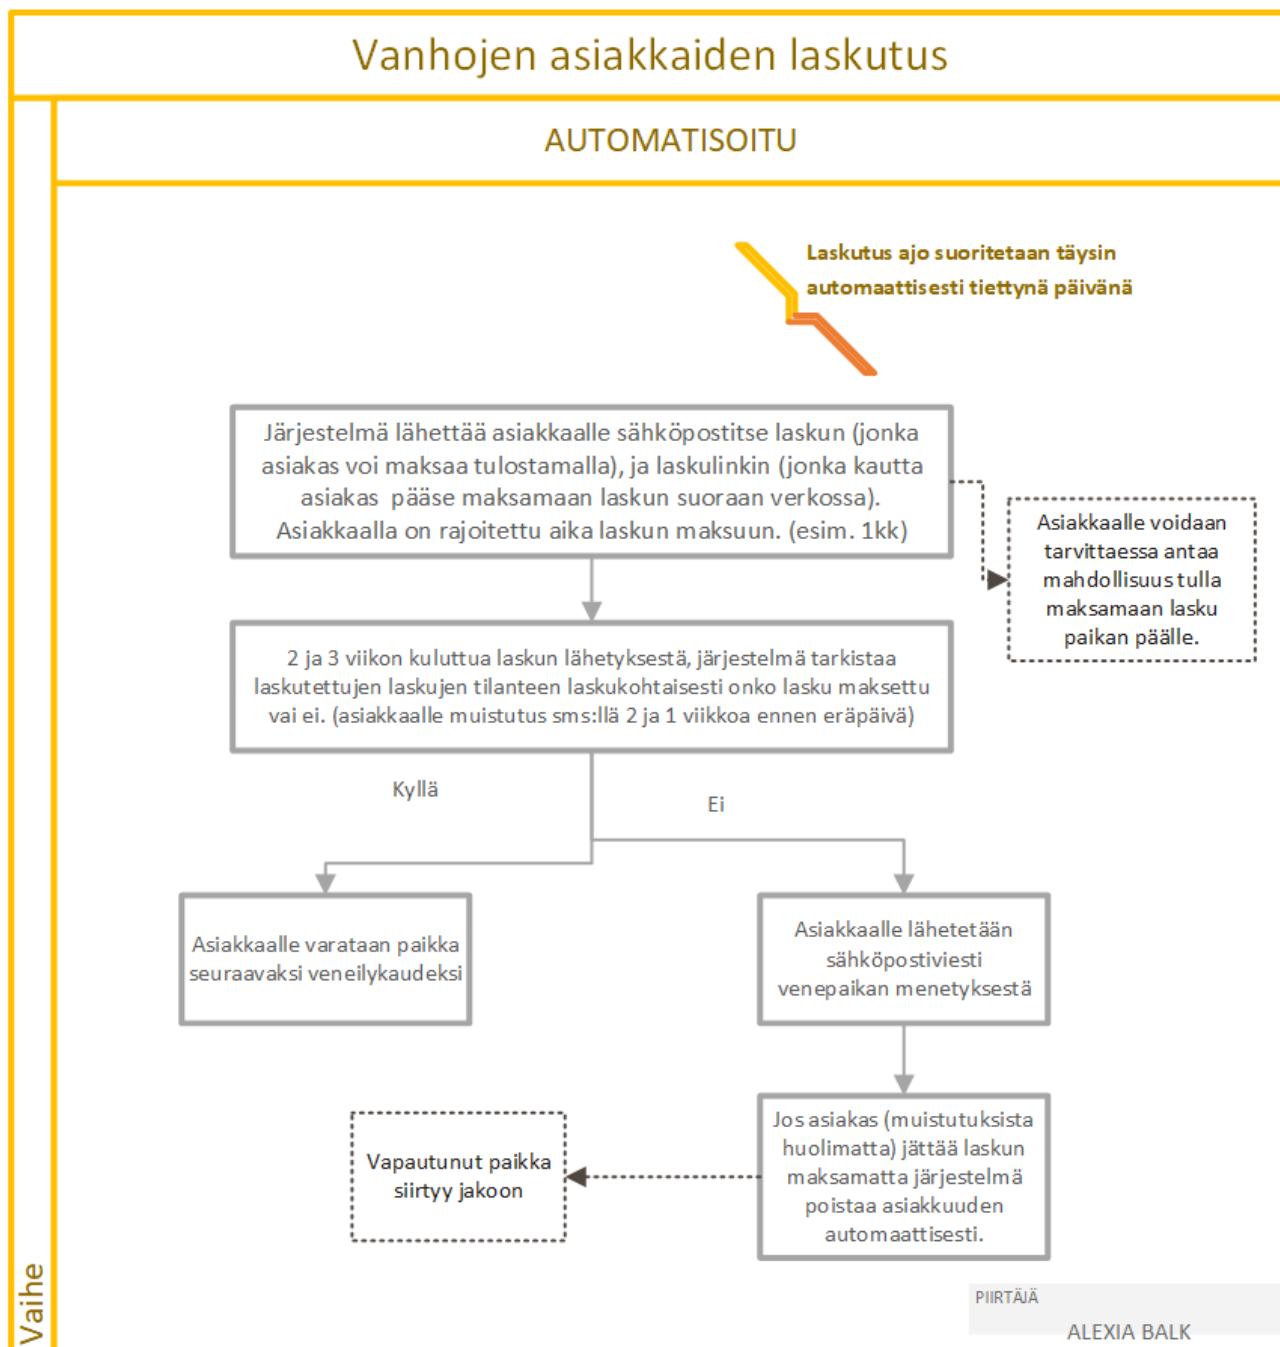 Vanhojen asiakkaiden laskutus
AUTOMATISOITU
Laskutus ajo suoritetaan täysin
automaattisesti tiettynä päivänä
Järjestelmä lähettää asiakkaalle sähköpostitse laskun (jonka
asiakas voi maksaa tulostamalla), ja laskulinkin (jonka kautta
asiakas pääse maksamaan laskun suoraan verkossa).
Asiakkaalla on rajoitettu aika laskun maksuun. (esim. 1kk)
Asiakkaalle voidaan
tarvittaessa antaa
mahdollisuus tulla
maksamaan lasku
paikan päälle.
2 ja 3 viikon kuluttua laskun lähetyksestä, järjestelmä tarkistaa
laskutettujen laskujen tilanteen laskukohtaisesti onko lasku maksettu
vai ei. (asiakkaalle muistutus sms:llä 2 ja 1 viikkoa ennen eräpäivä)
Kyllä
Ei
Asiakkaalle varataan paikka
seuraavaksi veneilykaudeksi
Asiakkaalle lähetetään
sähköpostiviesti
venepaikan menetyksestä
Jos asiakas (muistutuksista
huolimatta) jättää laskun
maksamatta järjestelmä
poistaa asiakkuuden
automaattisesti.
Vapautunut paikka
siirtyy jakoon
Vaihe
PIIRTÄJÄ
ALEXIA BALK